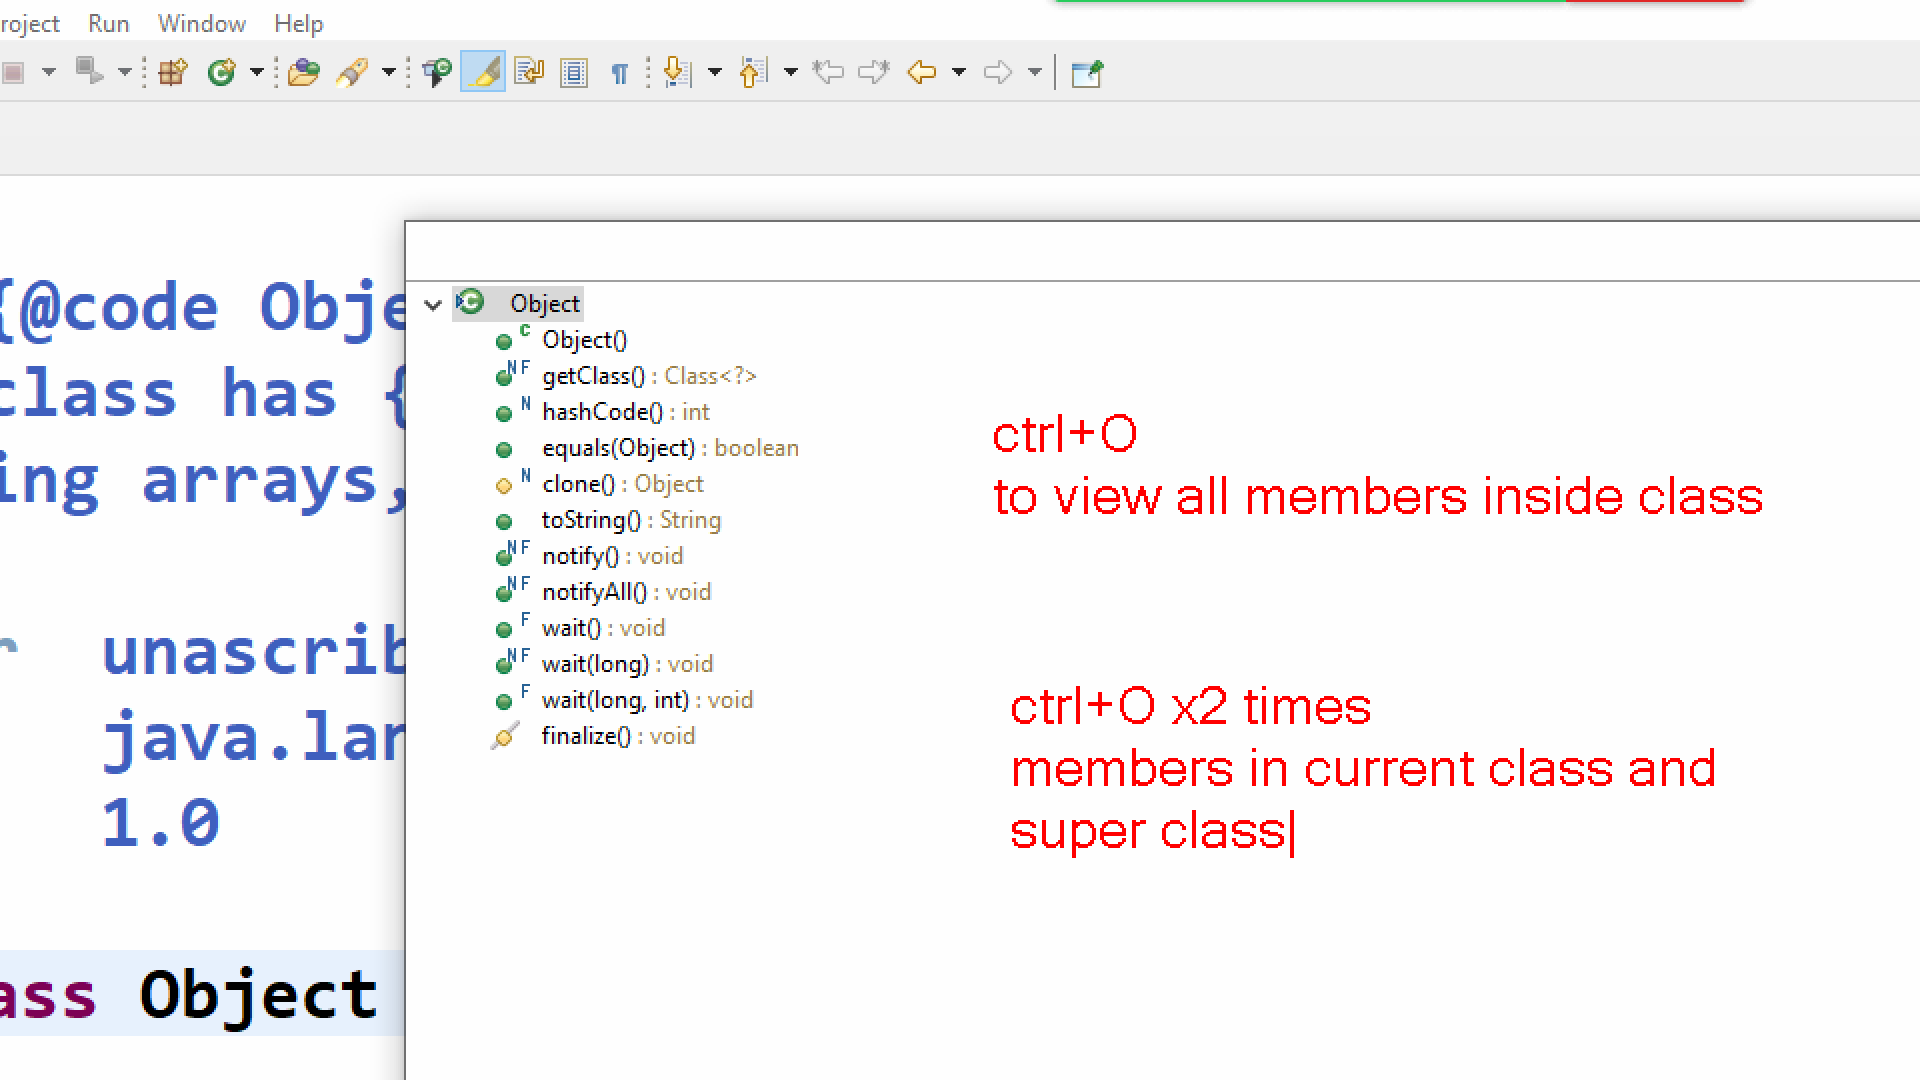 roject Run Window Help
{@code Obje
class has {
ing arrays,
r unascrib
java.lan
1.0
ass Object
Object
Object()
getClass() : Class<?>
hashCode() : int
equals(Object) : boolean
clone() : Object
toString() : String
notify() : void
notifyAll() : void
wait() : void
wait(long) : void
wait(long, int) : void
finalize() : void
ctrl+O
to view all members inside class
ctrl+O x2 times
members in current class and
super class